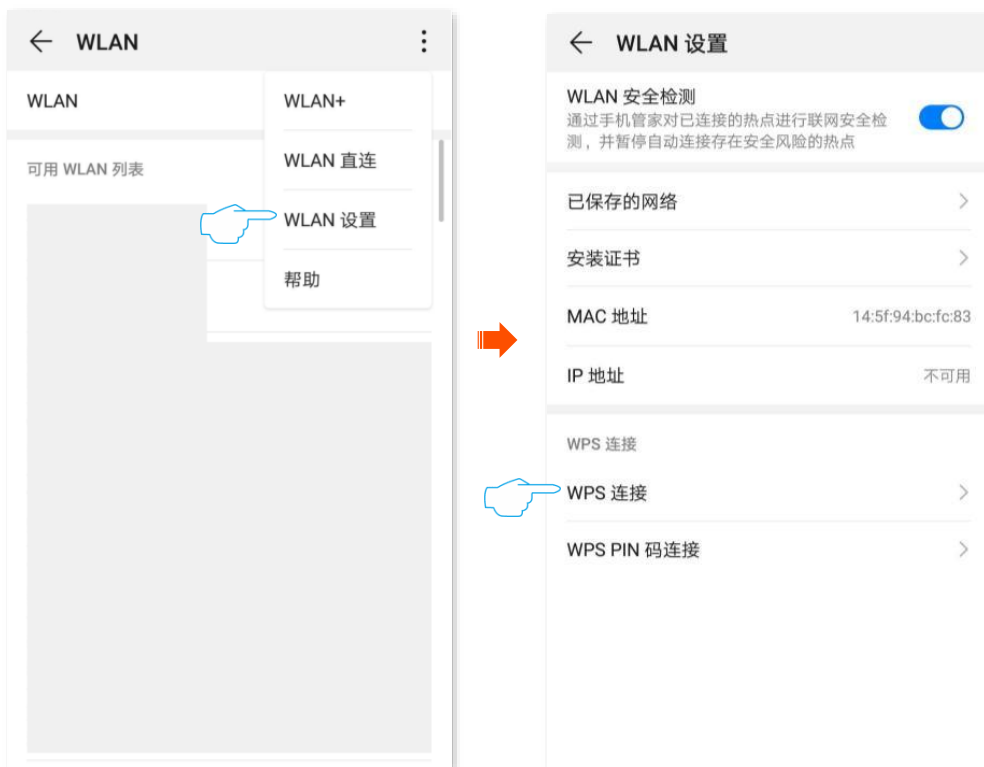 WLAN
WLAN
WLAN+
WLAN 直连
可用 WLAN 列表
WLAN 设置
帮助
WLAN 设置
WLAN 安全检测
通过手机管家对已连接的热点进行联网安全检
测，并暂停自动连接存在安全风险的热点
已保存的网络
安装证书
MAC 地址 14:5f:94:bc:fc:83
IP 地址 不可用
WPS 连接
WPS 连接
WPS PIN 码连接